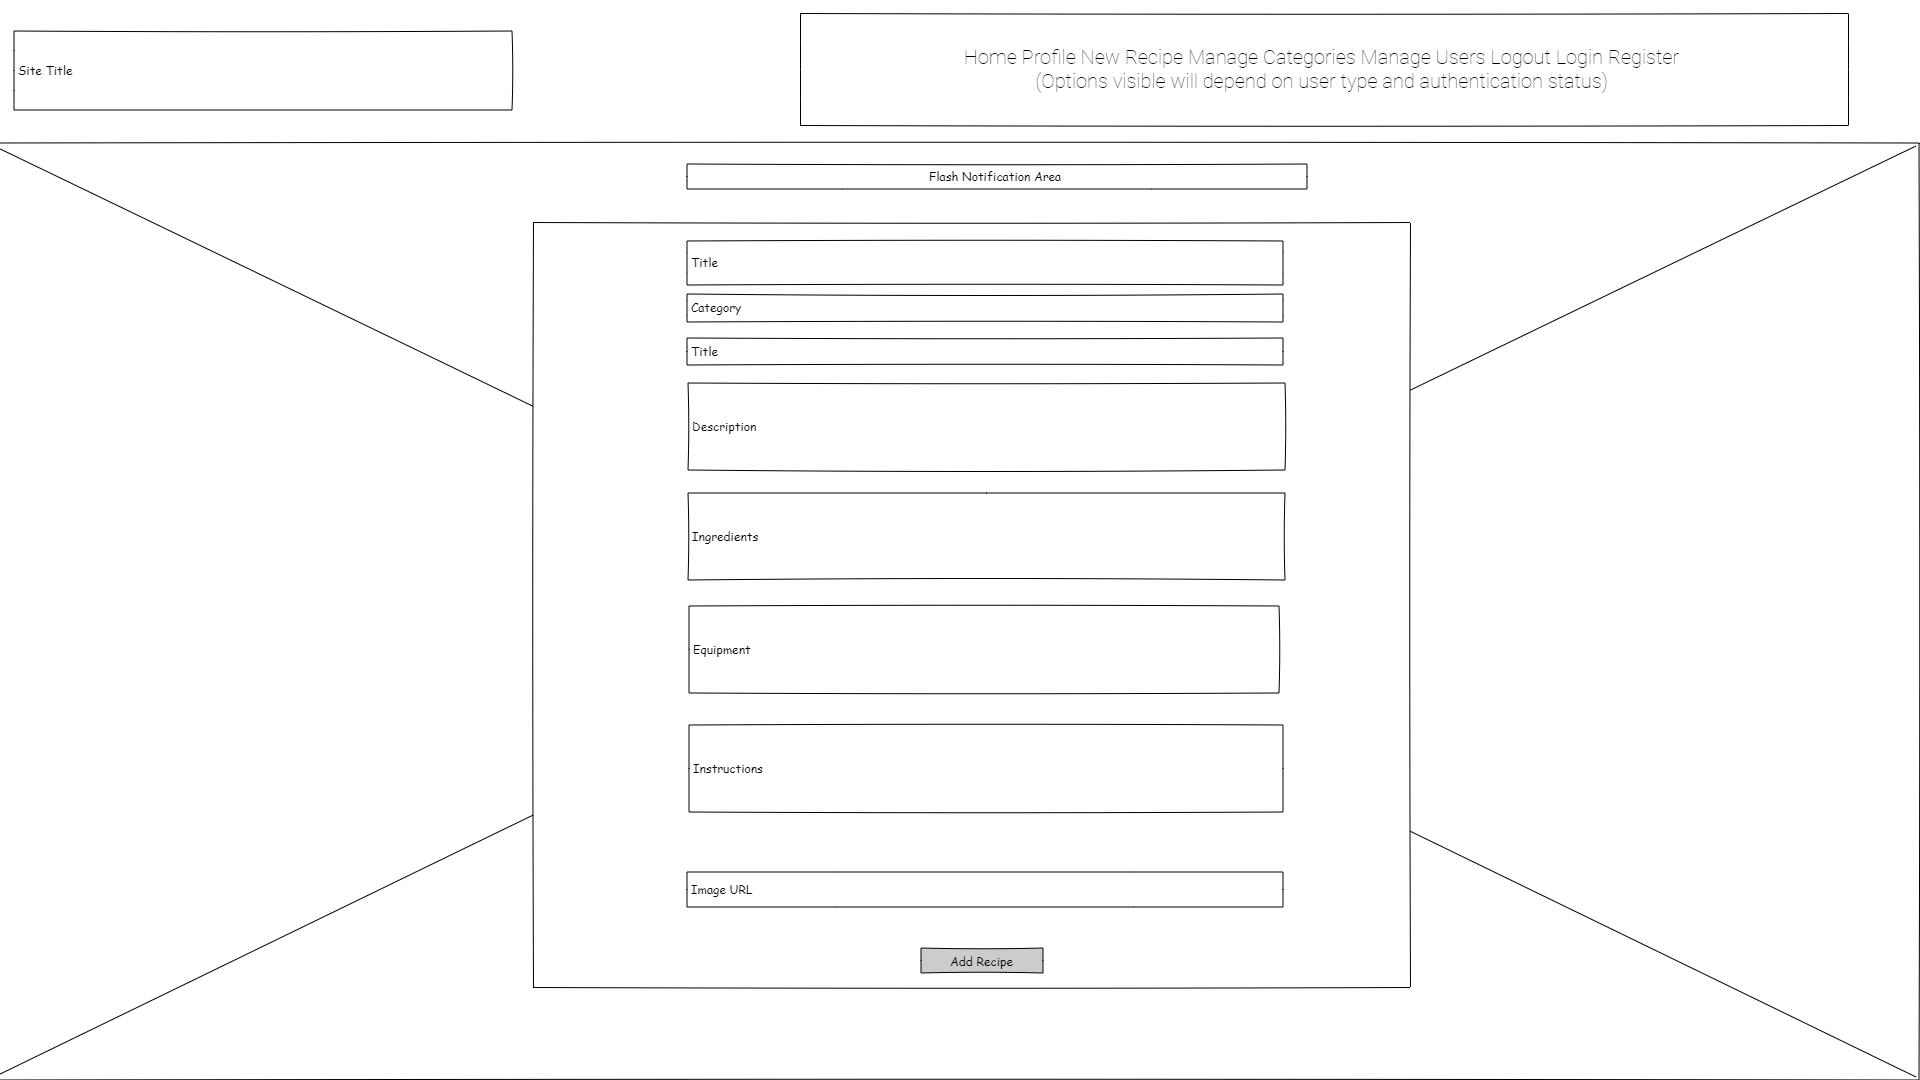 Site Title
Home Profile New Recipe Manage Categories Manage Users Logout Login Register
(Options visible will depend on user type and authentication status)
Flash Notification Area
Title
Category
Title
Description
Ingredients
Equipment
Instructions
Image URL
Add Recipe